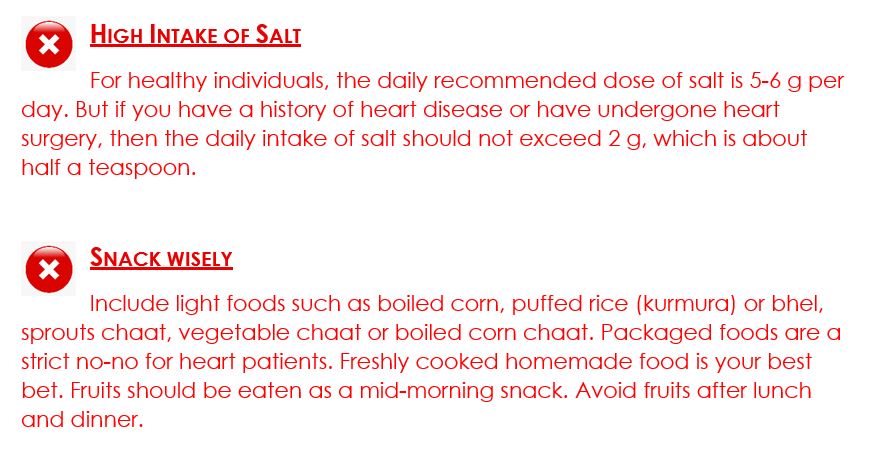 High Intake of Salt
For healthy individuals, the daily recommended dose of salt is 5-6 g per
day. But if you have a history of heart disease or have undergone heart
surgery, then the daily intake of salt should not exceed 2 g, which is about
half a teaspoon.
Snack wisely
Include light foods such as boiled corn, puffed rice (kurmura) or bhel,
sprouts chaat, vegetable chaat or boiled corn chaat. Packaged foods are a
strict no-no for heart patients. Freshly cooked homemade food is your best
bet. Fruits should be eaten as a mid-morning snack. Avoid fruits after lunch
and dinner.